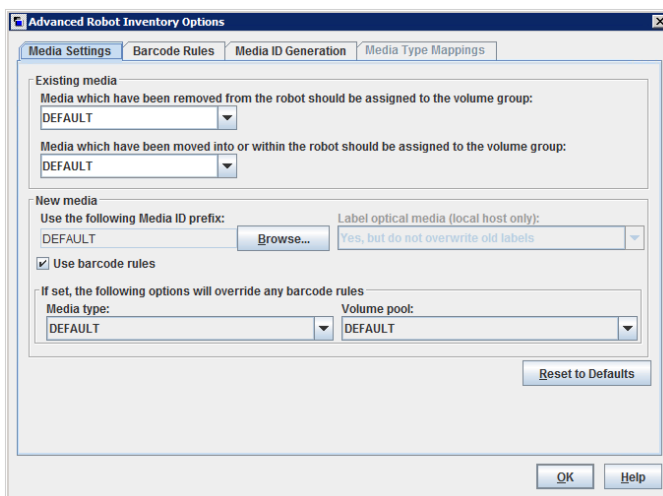 Advanced Robot Inventory Options
Media Settings Barcode Rules Media ID Generation Media Type Mappings
Existing media
Media which have been removed from the robot should be assigned to the volume group:
DEFAULT
Media which have been moved into or within the robot should be assigned to the volume group:
DEFAULT
New media
Use the following Media ID prefix: Label optical media (local host only):
DEFAULT Browse... Yes, but do not overwrite old labels
Use barcode rules
If set, the following options will override any barcode rules
Media type: Volume pool:
DEFAULT DEFAULT
Reset to Defaults
OK Help